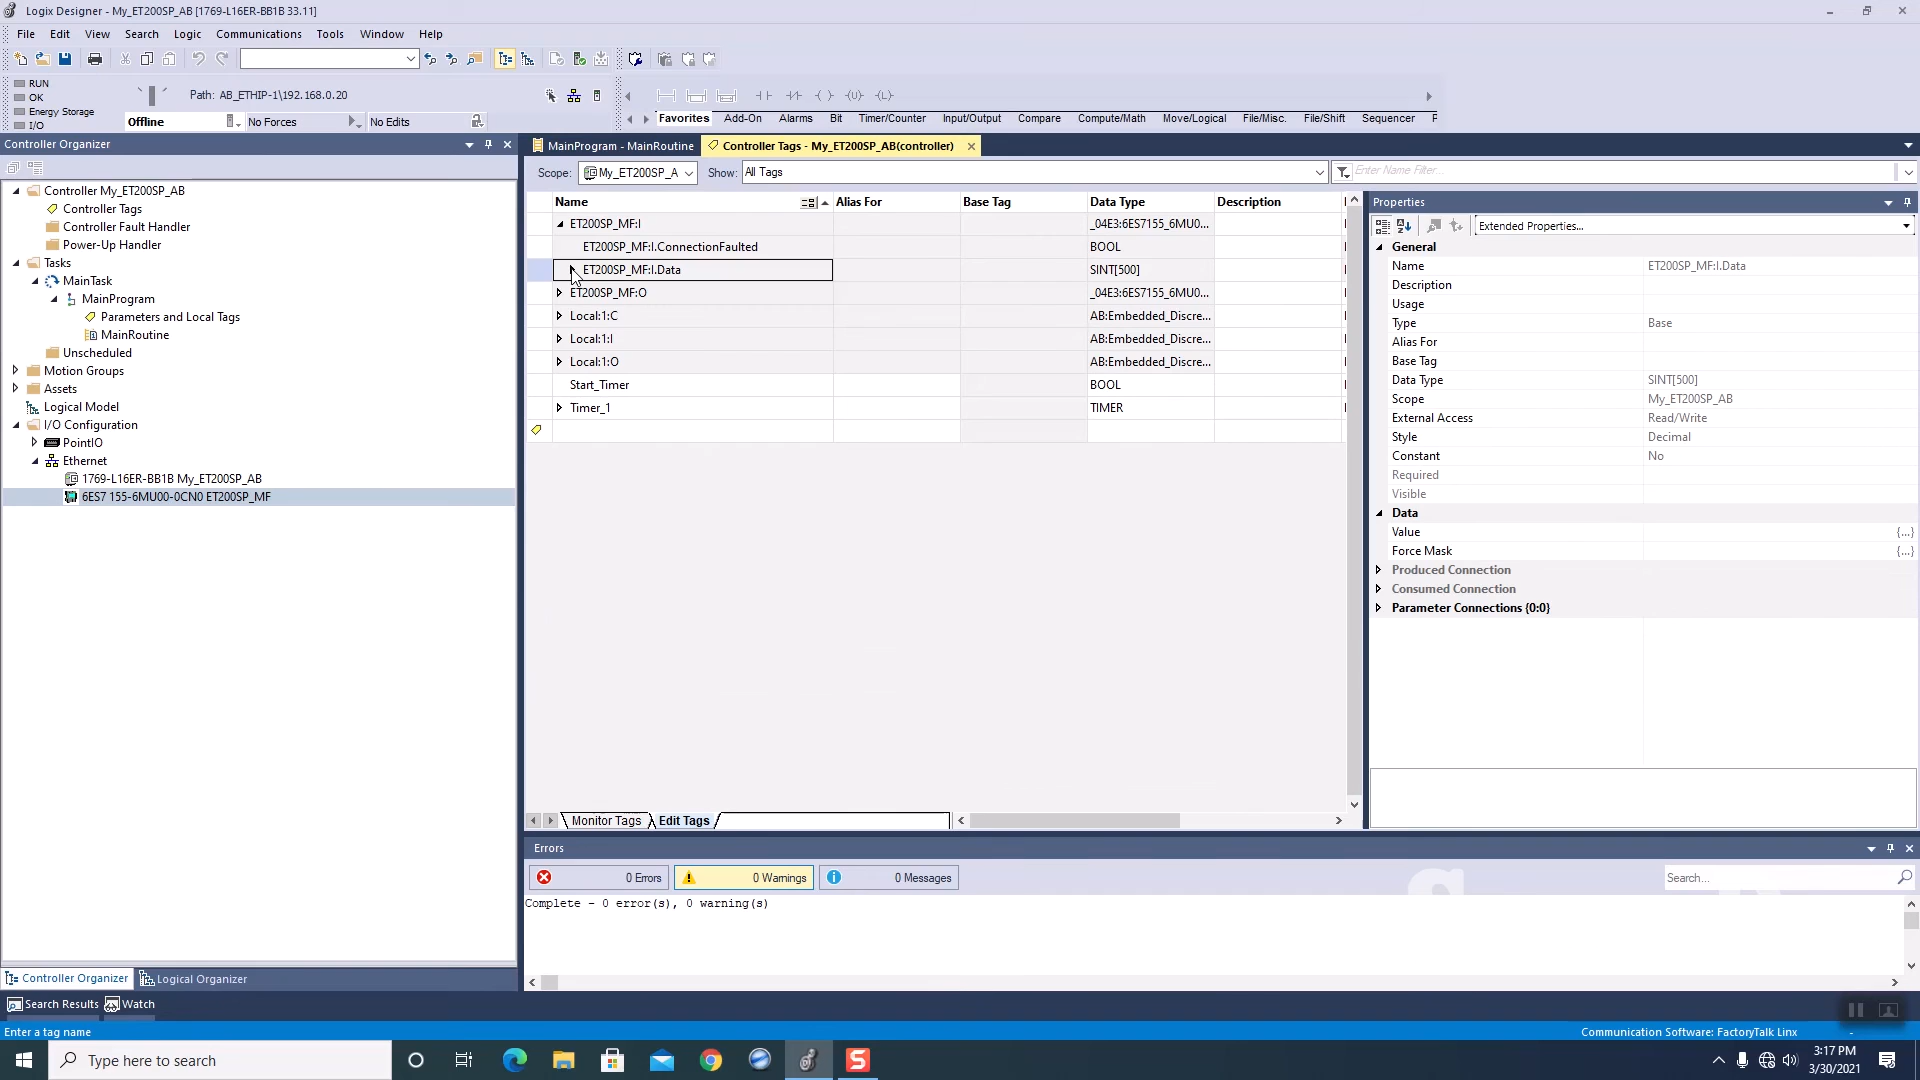 Logix Designer - My_ET200SP_AB [1769-L16ER-BB1B 33.11]
File Edit View Search Logic Communications Tools Window Help
RUN
OK
Energy Storage
I/O
Path: AB_ETHIP-1\192.168.0.20
Offline No Forces No Edits
Favorites Add-On Alarms Bit Timer/Counter Input/Output Compare Compute/Math Move/Logical File/Misc. File/Shift Sequencer
Controller Organizer
Controller My_ET200SP_AB
Controller Tags
Controller Fault Handler
Power-Up Handler
Tasks
MainTask
MainProgram
Parameters and Local Tags
MainRoutine
Unscheduled
Motion Groups
Assets
Logical Model
I/O Configuration
PointIO
Ethernet
1769-L16ER-BB1B My_ET200SP_AB
6ES7 155-6MU00-0CN0 ET200SP_MF
Controller Organizer Logical Organizer
MainProgram - MainRoutine Controller Tags - My_ET200SP_AB(controller)
Scope: My_ET200SP_A Show: All Tags Enter Name Filter...
Name Alias For Base Tag Data Type Description
ET200SP_MF:I _04E3:6ES7155_6MU0...
ET200SP_MF:I.ConnectionFaulted BOOL
ET200SP_MF:I.Data SINT[500]
ET200SP_MF:O _04E3:6ES7155_6MU0...
Local:1:C AB:Embedded_Discre...
Local:1:I AB:Embedded_Discre...
Local:1:O AB:Embedded_Discre...
Start_Timer BOOL
Timer_1 TIMER
Monitor Tags Edit Tags
Properties
Extended Properties...
General
Name ET200SP_MF:I.Data
Description
Usage
Type Base
Alias For
Base Tag
Data Type SINT[500]
Scope My_ET200SP_AB
External Access Read/Write
Style Decimal
Constant No
Required
Visible
Data
Value {...}
Force Mask {...}
Produced Connection
Consumed Connection
Parameter Connections {0:0}
Errors
0 Errors 0 Warnings 0 Messages Search...
Complete - 0 error(s), 0 warning(s)
Search Results Watch
Enter a tag name Communication Software: FactoryTalk Linx
Type here to search
3:17 PM
3/30/2021